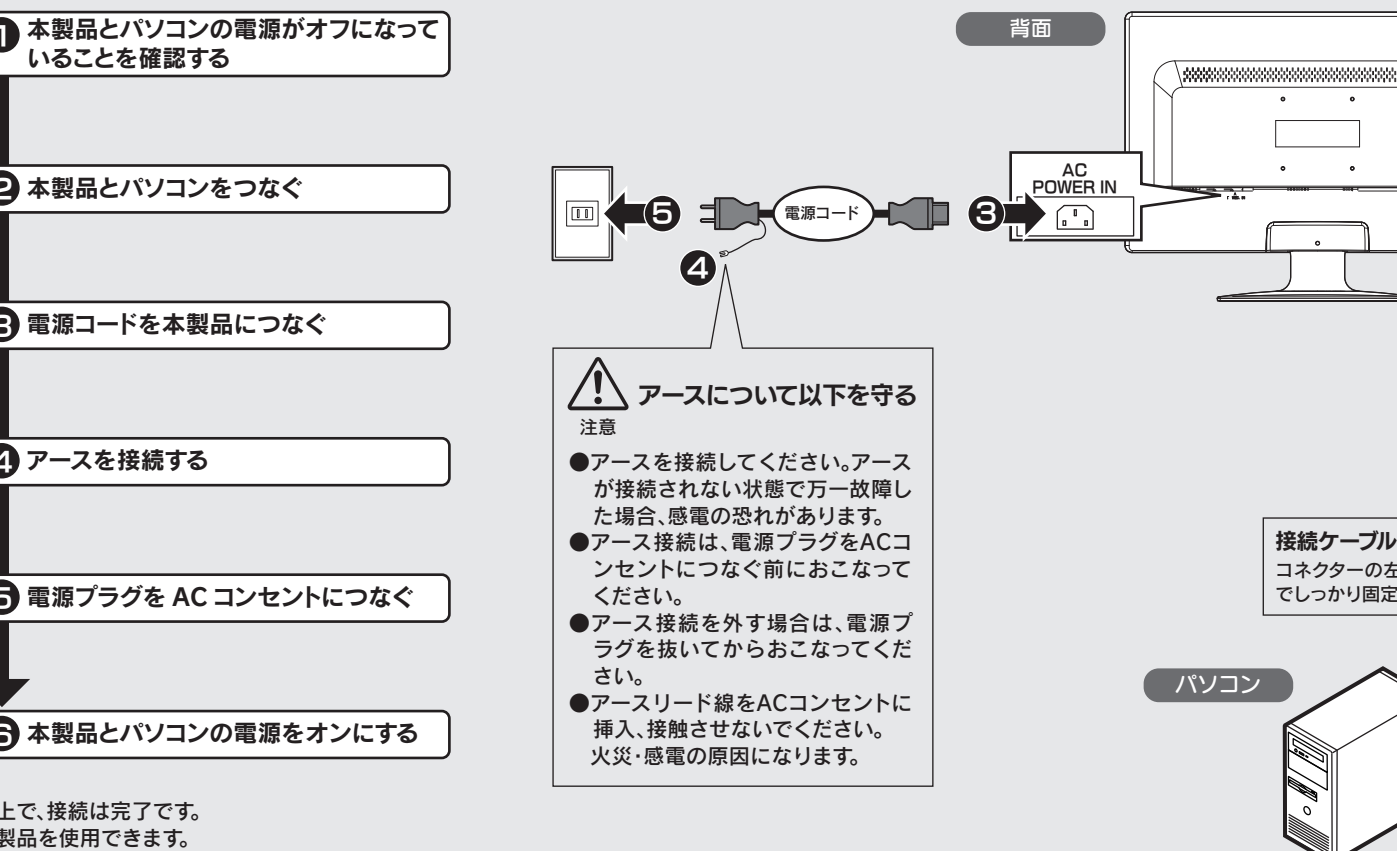 1 本製品とパソコンの電源がオフになって
いることを確認する
2 本製品とパソコンをつなぐ
3 電源コードを本製品につなぐ
4 アースを接続する
5 電源プラグを AC コンセントにつなぐ
6 本製品とパソコンの電源をオンにする
上で、接続は完了です。
製品を使用できます。
背面
AC
POWER IN
5
電源コード
3
4
アースについて以下を守る
注意
●アースを接続してください。アース
が接続されない状態で万一故障し
た場合、感電の恐れがあります。
●アース接続は、電源プラグをACコ
ンセントにつなぐ前におこなって
ください。
●アース接続を外す場合は、電源プ
ラグを抜いてからおこなってくだ
さい。
●アースリード線をACコンセントに
挿入、接触させないでください。
火災・感電の原因になります。
接続ケーブル
コネクターの左
でしっかり固定
パソコン